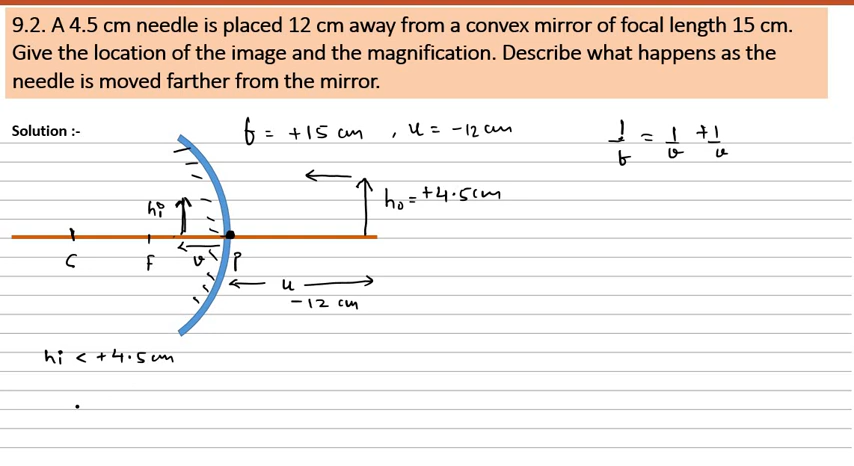 9.2. A 4.5 cm needle is placed 12 cm away from a convex mirror of focal length 15 cm.
Give the location of the image and the magnification. Describe what happens as the
needle is moved farther from the mirror.
Solution :-
f = +15 cm , u = -12 cm
1/f = 1/v + 1/u
hi
h₀ = +4.5 cm
C F v P
u
-12 cm
hi < +4.5 cm